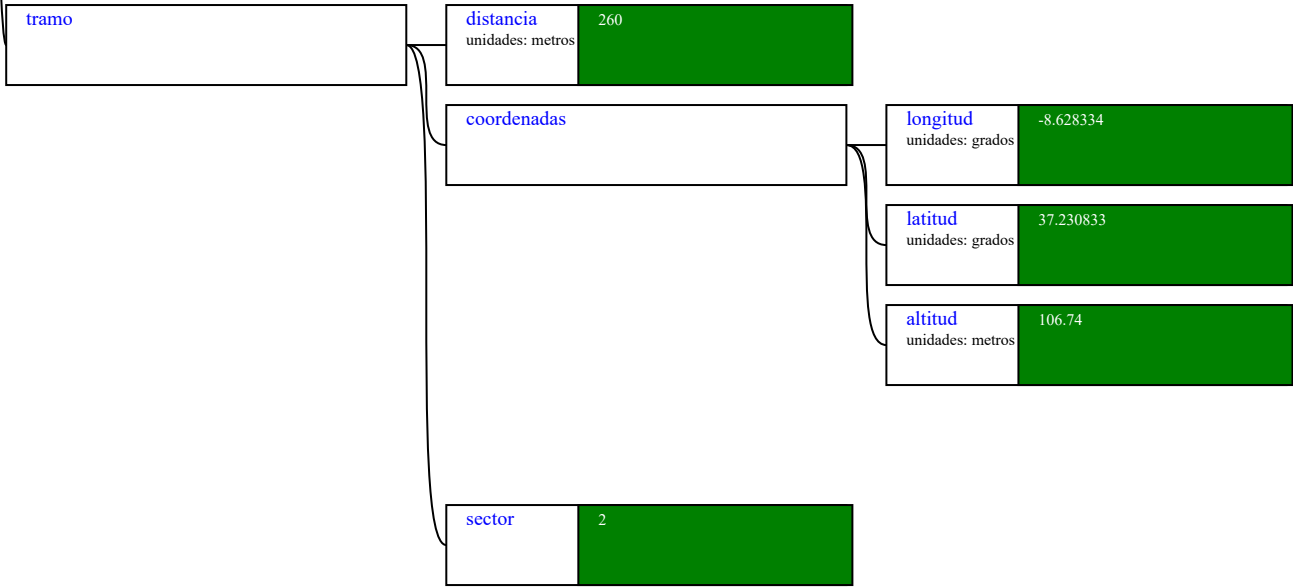 tramo
distancia
unidades: metros
260
coordenadas
longitud
unidades: grados
-8.628334
latitud
unidades: grados
37.230833
altitud
unidades: metros
106.74
sector
2